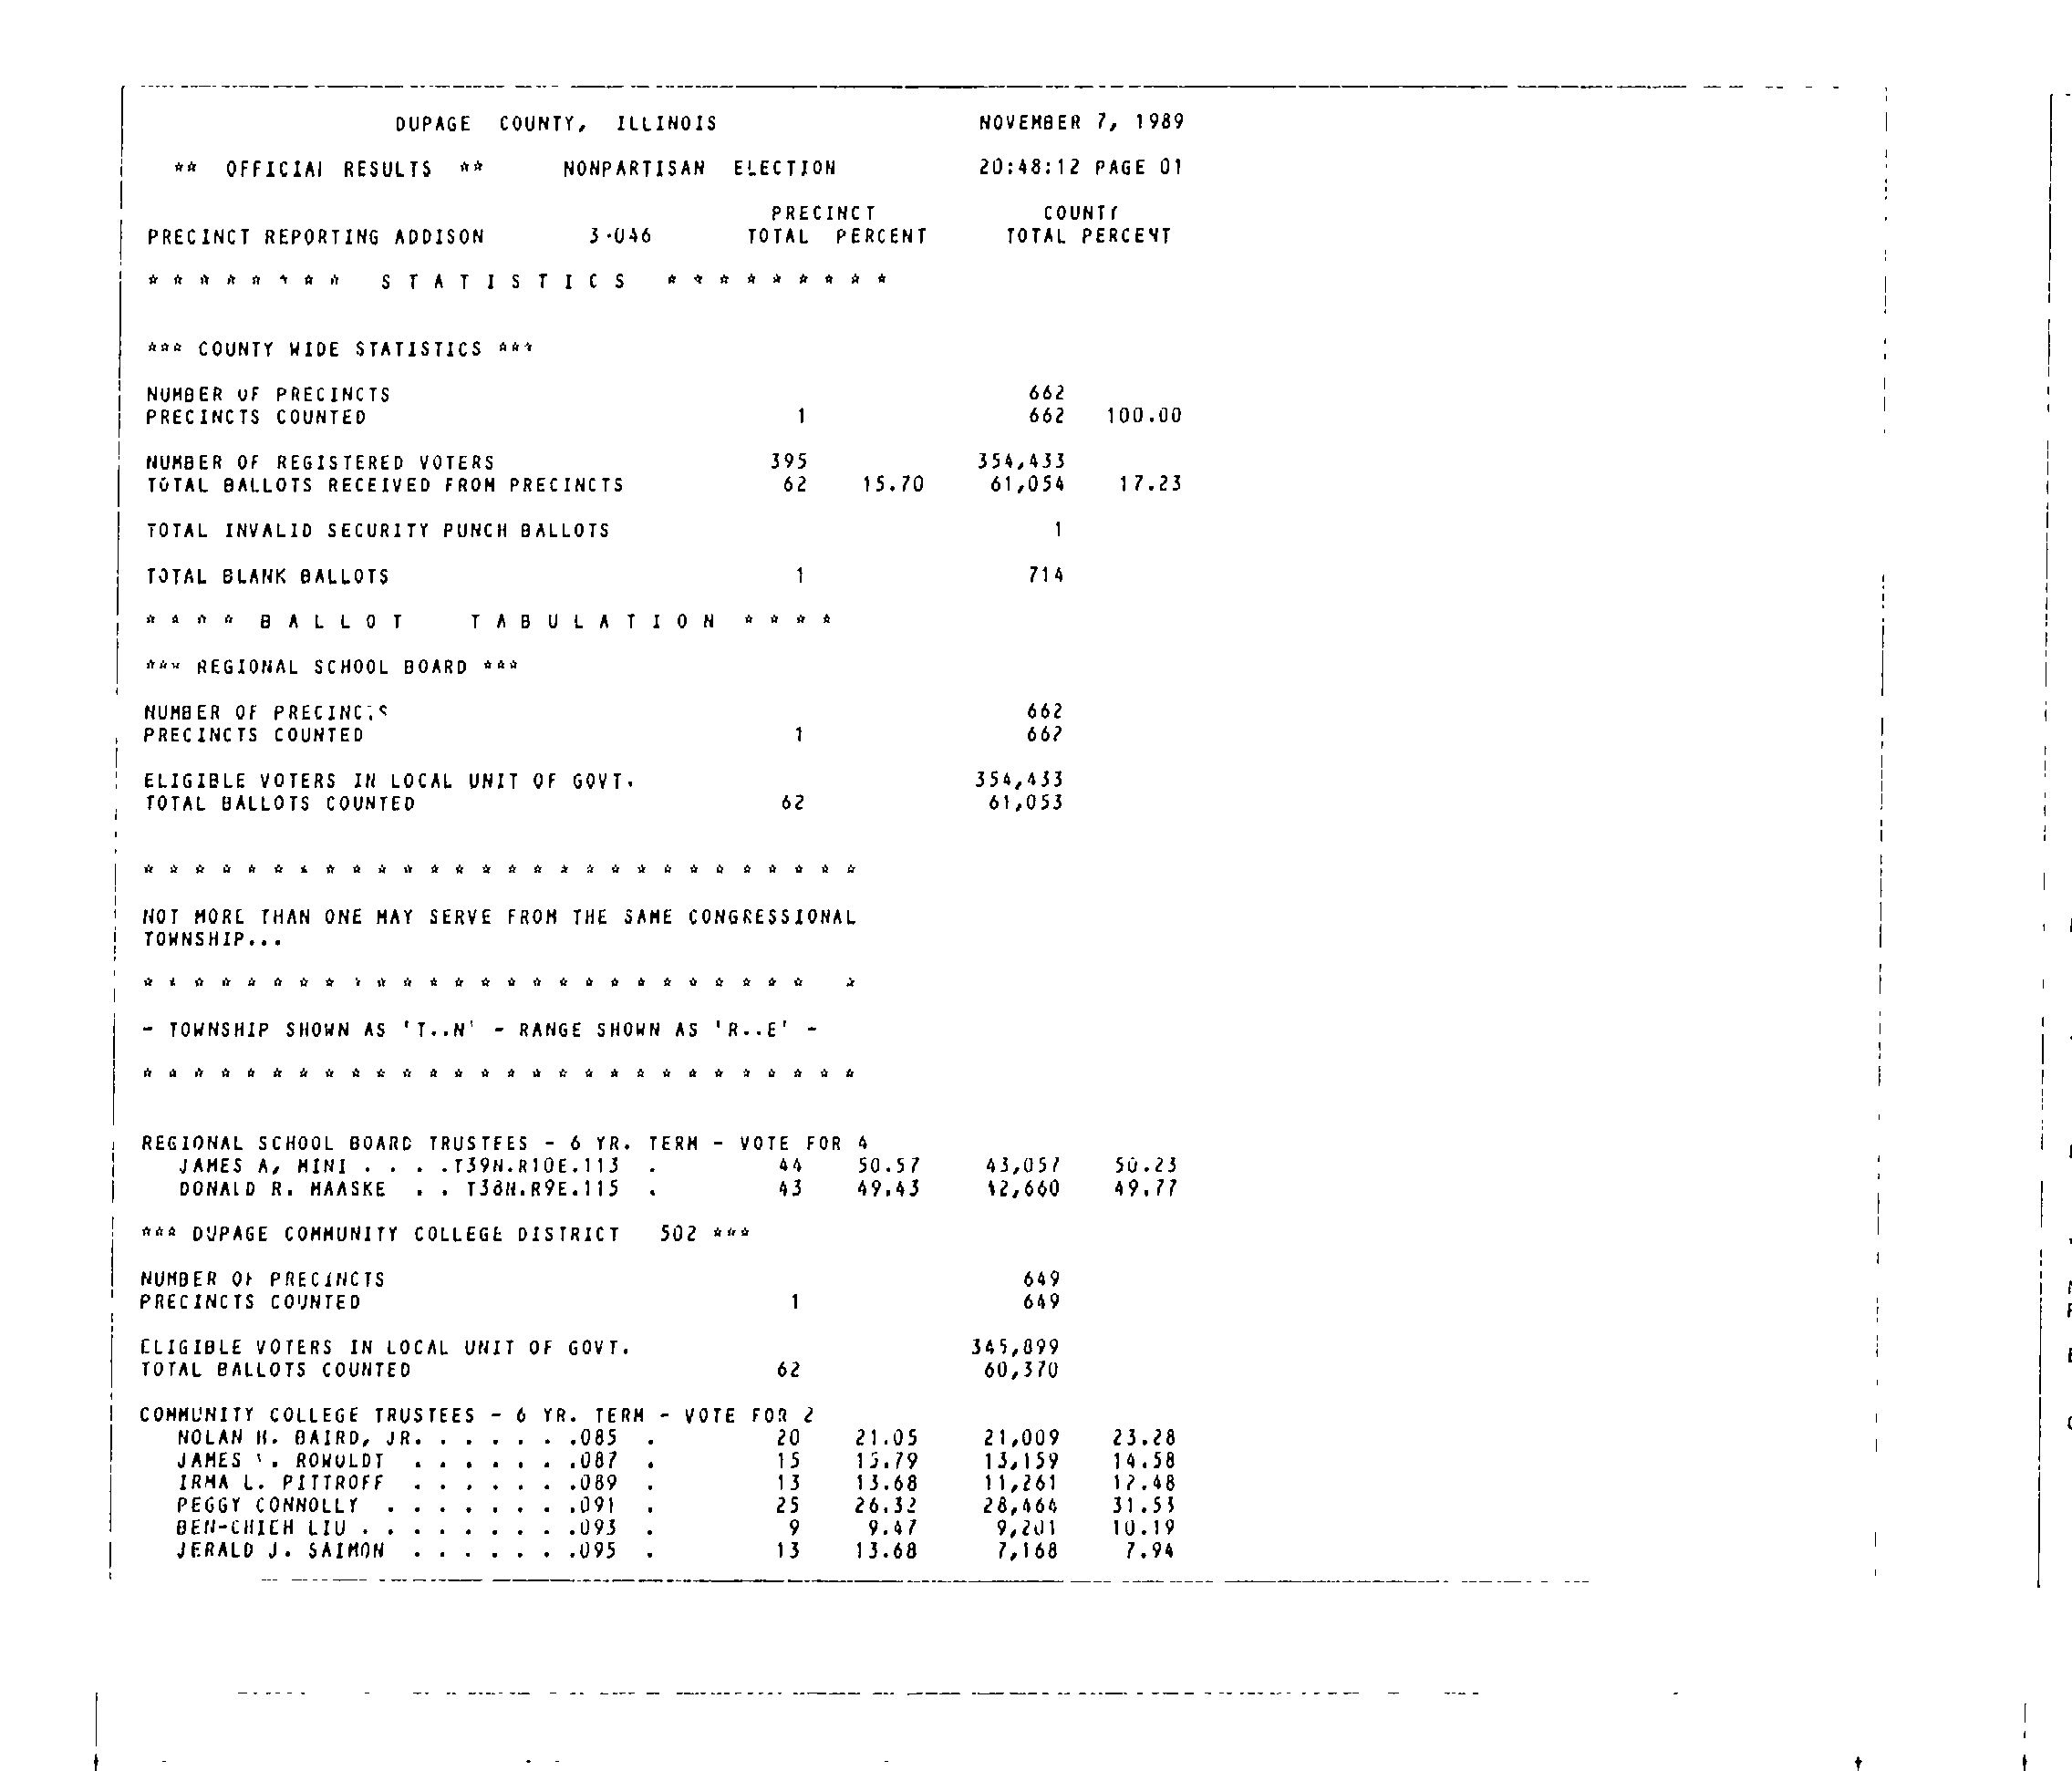 DUPAGE COUNTY, ILLINOIS NOVEMBER 7, 1989
** OFFICIAL RESULTS ** NONPARTISAN ELECTION 20:48:12 PAGE 01
PRECINCT COUNTY
PRECINCT REPORTING ADDISON 3-046 TOTAL PERCENT TOTAL PERCENT
* * * * * * * * S T A T I S T I C S * * * * * * * * *
*** COUNTY WIDE STATISTICS ***
NUMBER OF PRECINCTS 662
PRECINCTS COUNTED 1 662 100.00
NUMBER OF REGISTERED VOTERS 395 354,433
TOTAL BALLOTS RECEIVED FROM PRECINCTS 62 15.70 61,054 17.23
TOTAL INVALID SECURITY PUNCH BALLOTS 1
TOTAL BLANK BALLOTS 1 714
* * * * B A L L O T T A B U L A T I O N * * * *
*** REGIONAL SCHOOL BOARD ***
NUMBER OF PRECINCTS 662
PRECINCTS COUNTED 1 662
ELIGIBLE VOTERS IN LOCAL UNIT OF GOVT. 354,433
TOTAL BALLOTS COUNTED 62 61,053
* * * * * * * * * * * * * * * * * * * * * * * * * * * *
NOT MORE THAN ONE MAY SERVE FROM THE SAME CONGRESSIONAL
TOWNSHIP...
* * * * * * * * * * * * * * * * * * * * * * * * * * *
- TOWNSHIP SHOWN AS 'T..N' - RANGE SHOWN AS 'R..E' -
* * * * * * * * * * * * * * * * * * * * * * * * * * * *
REGIONAL SCHOOL BOARD TRUSTEES - 6 YR. TERM - VOTE FOR 4
JAMES A, MINI . . . .T39N.R10E.113 . 44 50.57 43,057 50.23
DONALD R. MAASKE . . T38N.R9E.115 . 43 49.43 42,660 49.77
*** DUPAGE COMMUNITY COLLEGE DISTRICT 502 ***
NUMBER OF PRECINCTS 649
PRECINCTS COUNTED 1 649
ELIGIBLE VOTERS IN LOCAL UNIT OF GOVT. 345,899
TOTAL BALLOTS COUNTED 62 60,370
COMMUNITY COLLEGE TRUSTEES - 6 YR. TERM - VOTE FOR 2
NOLAN H. BAIRD, JR. . . . . . .085 . 20 21.05 21,009 23.28
JAMES ROWOLDT . . . . . . .087 . 15 15.79 13,159 14.58
IRMA L. PITTROFF . . . . . . .089 . 13 13.68 11,261 12.48
PEGGY CONNOLLY . . . . . . . .091 . 25 26.32 28,464 31.53
BEN-CHIEH LIU . . . . . . . . .093 . 9 9.47 9,201 10.19
JERALD J. SAIMON . . . . . . .095 . 13 13.68 7,168 7.94